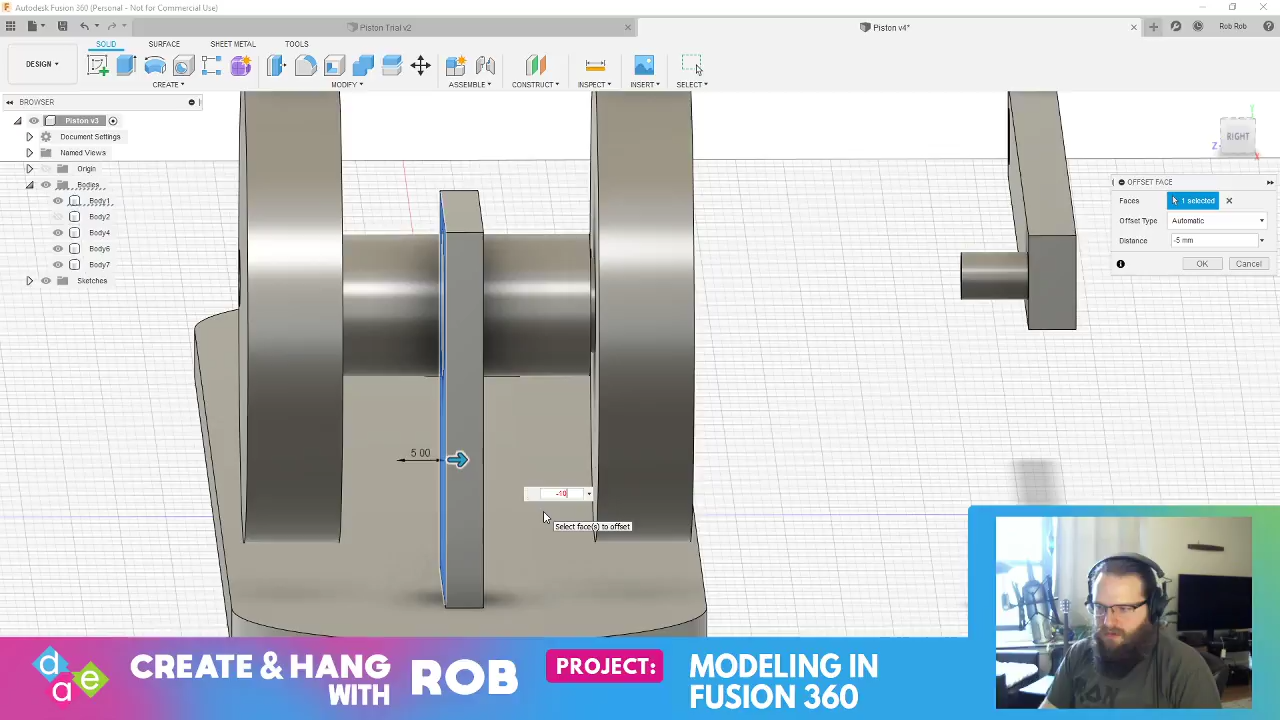 Autodesk Fusion 360 (Personal - Not for Commercial Use)
Piston Trial v2
Piston v4*
Rob Rob
SOLID
SURFACE
SHEET METAL
TOOLS
DESIGN
CREATE
MODIFY
ASSEMBLE
CONSTRUCT
INSPECT
INSERT
SELECT
BROWSER
Piston v3
Document Settings
Named Views
Origin
Bodies
Body1
Body2
Body4
Body6
Body7
Sketches
Y
RIGHT
Z
X
OFFSET FACE
Faces
1 selected
Offset Type
Automatic
Distance
-5 mm
OK
Cancel
5.00
-10
Select face(s) to offset
d
a e
CREATE & HANG
WITH
ROB
PROJECT:
MODELING IN
FUSION 360